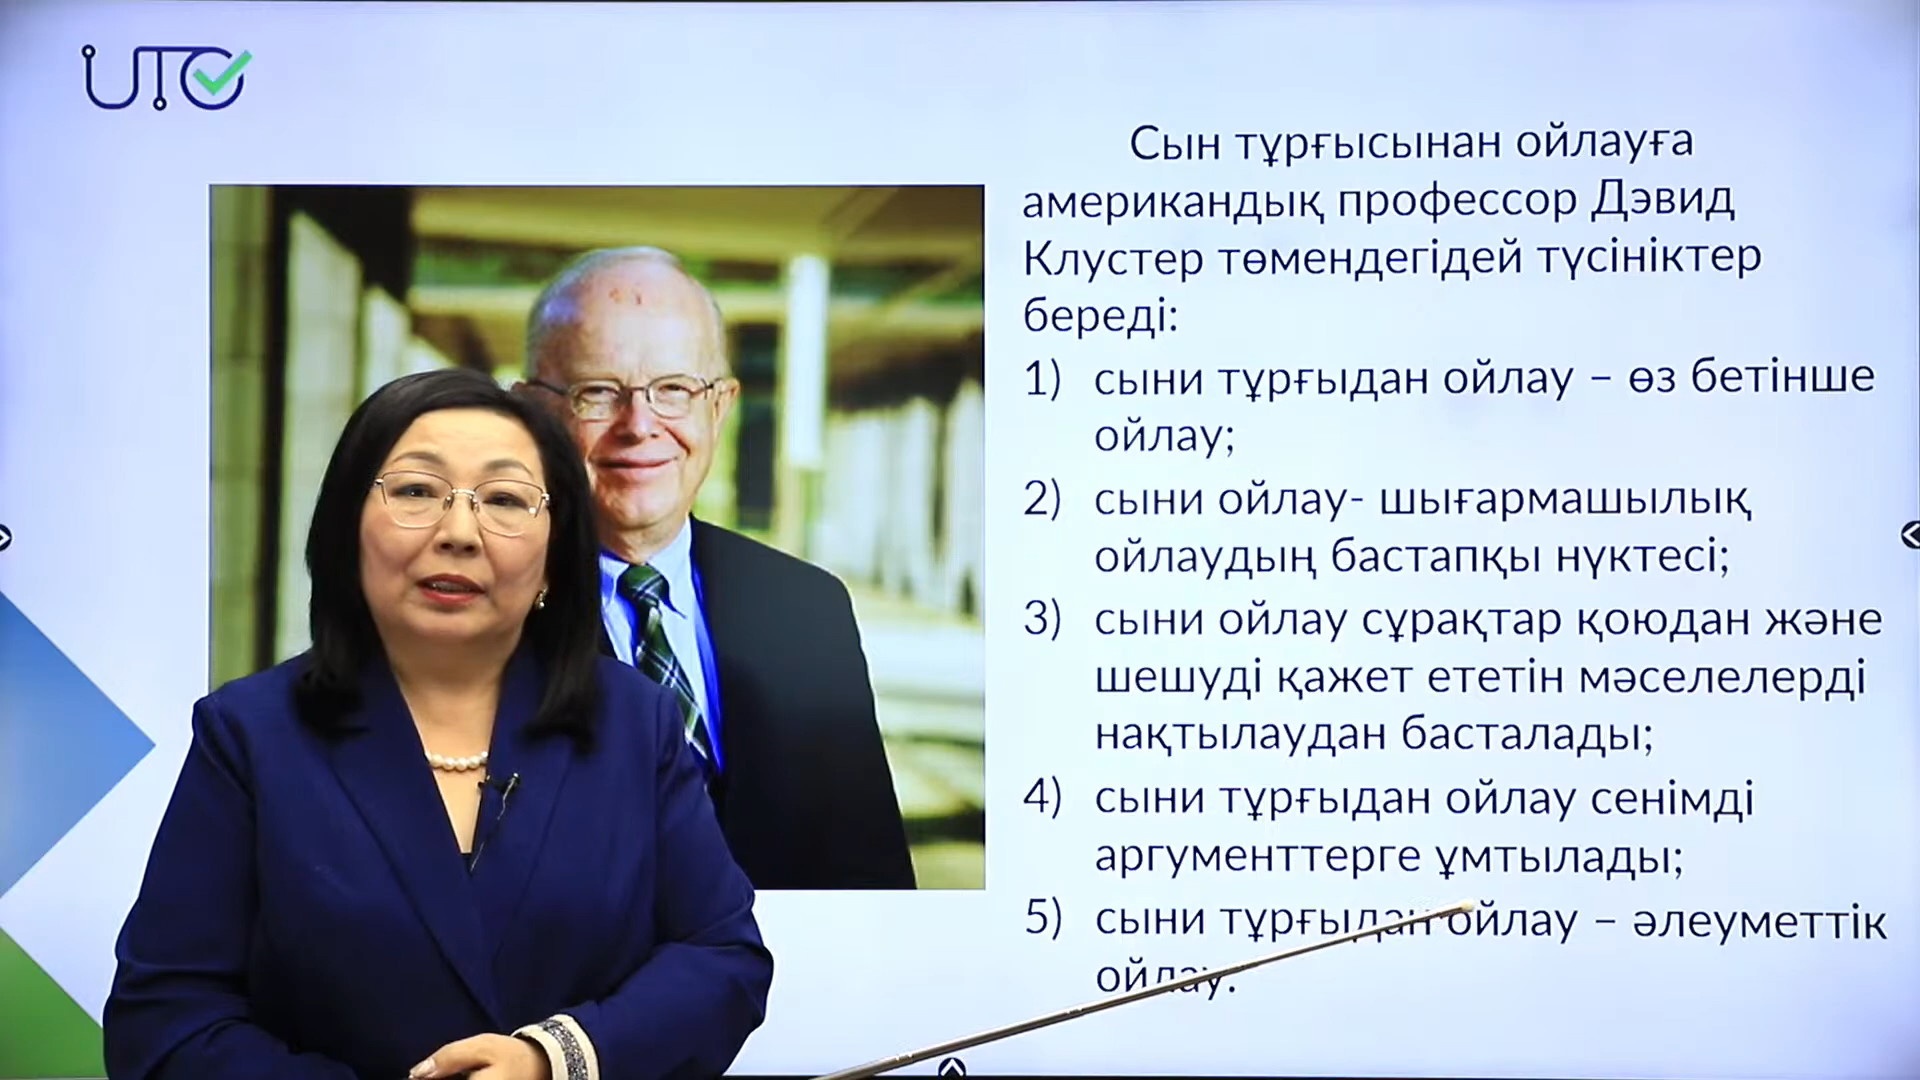 UTO
Сын тұрғысынан ойлауға
американдық профессор Дэвид
Клустер төмендегідей түсініктер
береді:
1) сыни тұрғыдан ойлау – өз бетінше
ойлау;
2) сыни ойлау- шығармашылық
ойлаудың бастапқы нүктесі;
3) сыни ойлау сұрақтар қоюдан және
шешуді қажет ететін мәселелерді
нақтылаудан басталады;
4) сыни тұрғыдан ойлау сенімді
аргументтерге ұмтылады;
5) сыни тұрғыдан ойлау – әлеуметтік
ойлау.